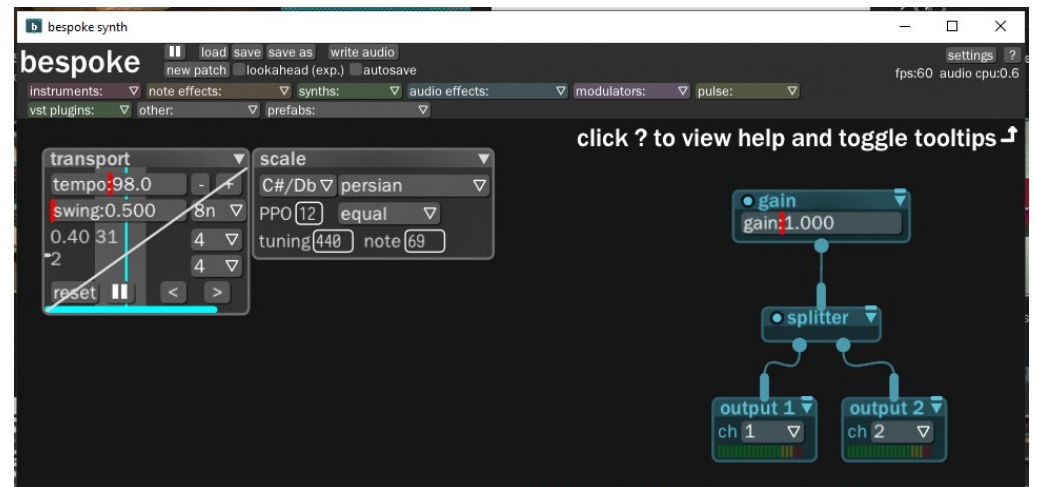 b bespoke synth
bespoke
load save save as write audio
new patch lookahead (exp.) autosave
settings ?
fps:60 audio cpu:0.6
instruments: note effects: synths: audio effects: modulators: pulse:
vst plugins: other: prefabs:
click ? to view help and toggle tooltips
transport
tempo:98.0 - +
swing:0.500 8n
0.40 31 4
2 4
reset < >
scale
C#/Db persian
PPO 12 equal
tuning 440 note 69
gain
gain:1.000
splitter
output 1
ch 1
output 2
ch 2